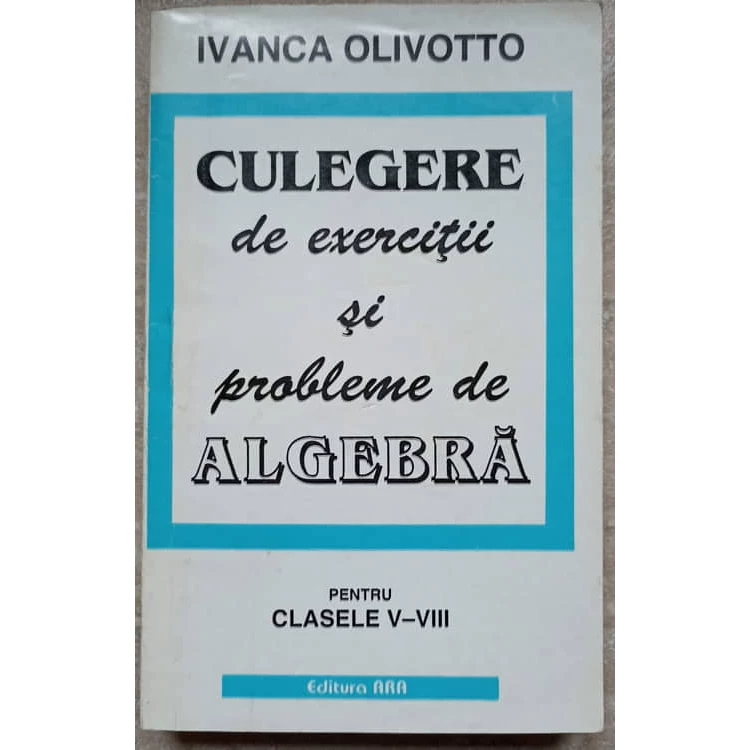 IVANCA OLIVOTTO
CULEGERE
de exerciţii
şi
probleme de
ALGEBRĂ
PENTRU
CLASELE V–VIII
Editura ARA